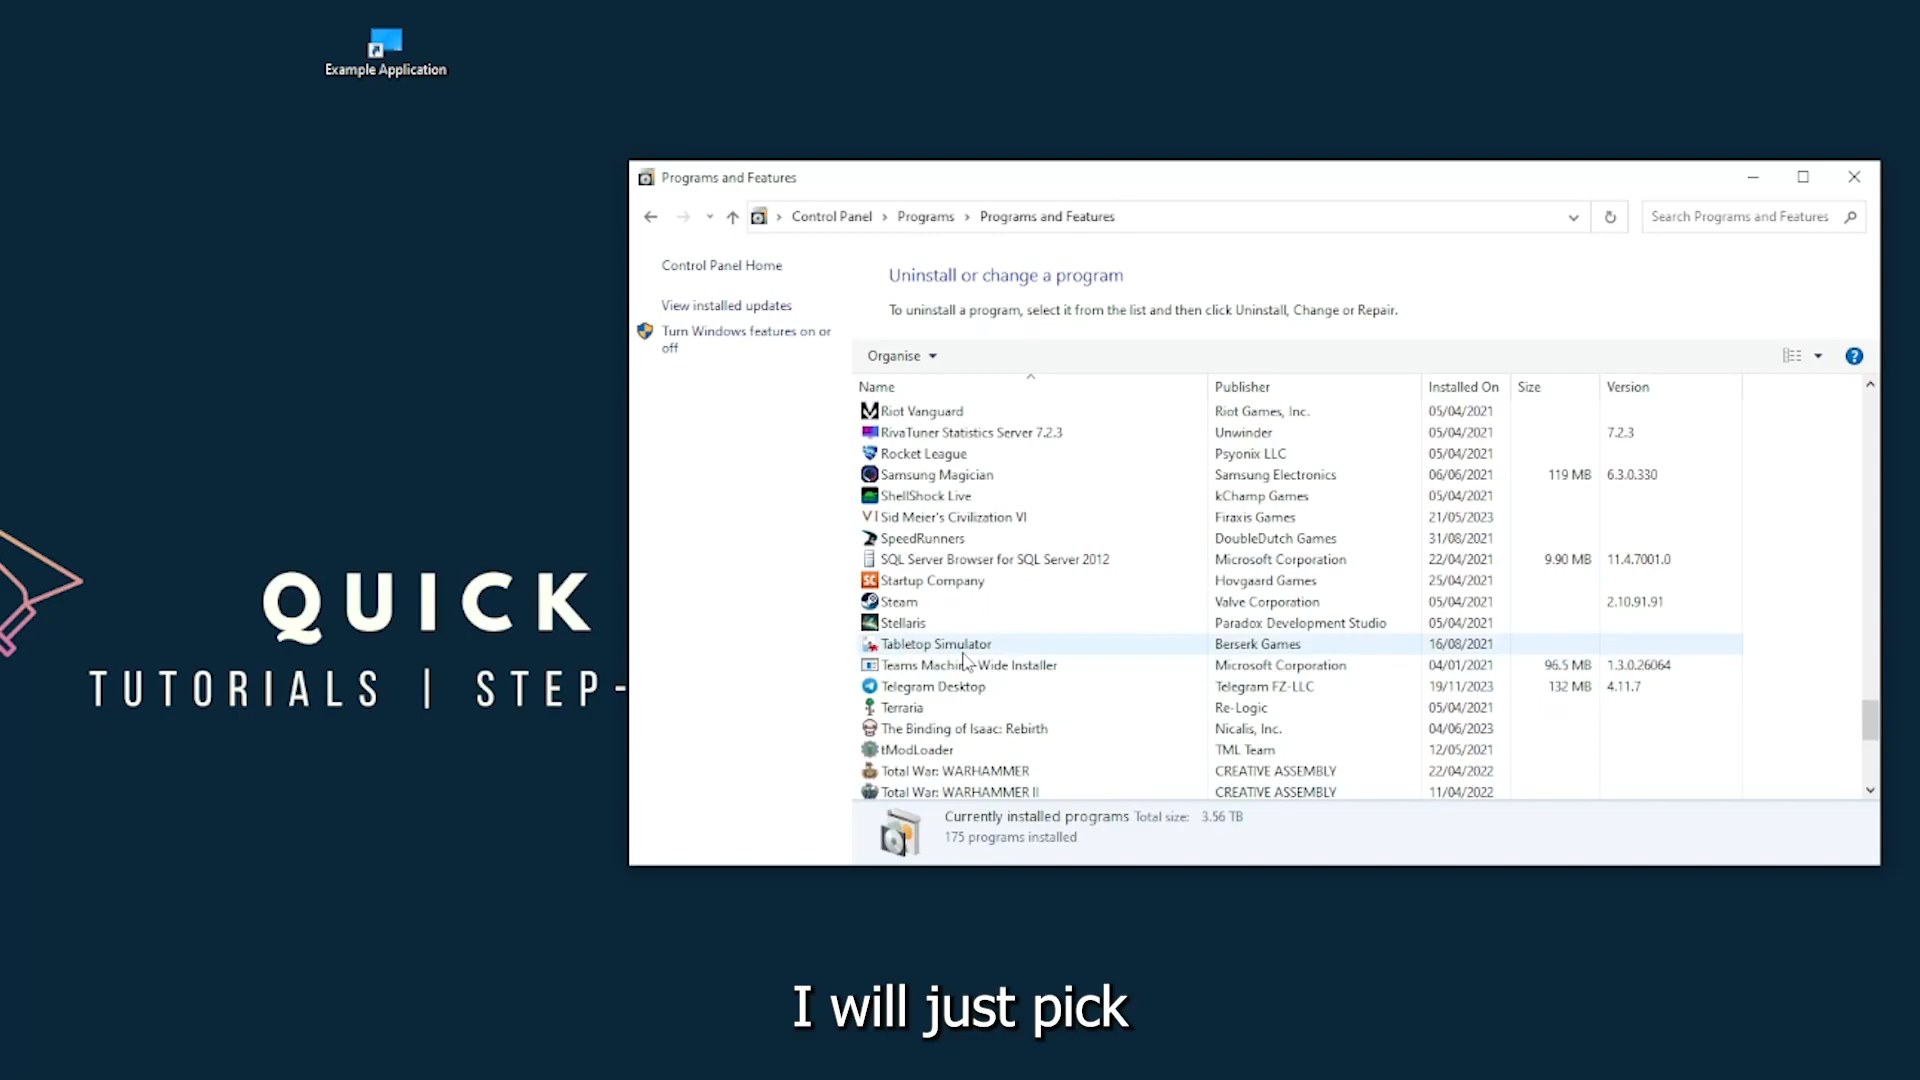 Example Application
Programs and Features
Control Panel > Programs > Programs and Features
Search Programs and Features
Control Panel Home
View installed updates
Turn Windows features on or
off
Uninstall or change a program
To uninstall a program, select it from the list and then click Uninstall, Change or Repair.
Organise
Name Publisher Installed On Size Version
Riot Vanguard Riot Games, Inc. 05/04/2021
RivaTuner Statistics Server 7.2.3 Unwinder 05/04/2021 7.2.3
Rocket League Psyonix LLC 05/04/2021
Samsung Magician Samsung Electronics 06/06/2021 119 MB 6.3.0.330
ShellShock Live kChamp Games 05/04/2021
VI Sid Meier's Civilization VI Firaxis Games 21/05/2023
SpeedRunners DoubleDutch Games 31/08/2021
SQL Server Browser for SQL Server 2012 Microsoft Corporation 22/04/2021 9.90 MB 11.4.7001.0
SC Startup Company Hovgaard Games 25/04/2021
Steam Valve Corporation 05/04/2021 2.10.91.91
Stellaris Paradox Development Studio 05/04/2021
Tabletop Simulator Berserk Games 16/08/2021
Teams Machine-Wide Installer Microsoft Corporation 04/01/2021 96.5 MB 1.3.0.26064
Telegram Desktop Telegram FZ-LLC 19/11/2023 132 MB 4.11.7
Terraria Re-Logic 05/04/2021
The Binding of Isaac: Rebirth Nicalis, Inc. 04/06/2023
tModLoader TML Team 12/05/2021
Total War: WARHAMMER CREATIVE ASSEMBLY 22/04/2022
Total War: WARHAMMER II CREATIVE ASSEMBLY 11/04/2022
Currently installed programs Total size: 3.56 TB
175 programs installed
QUICK
TUTORIALS | STEP-
I will just pick